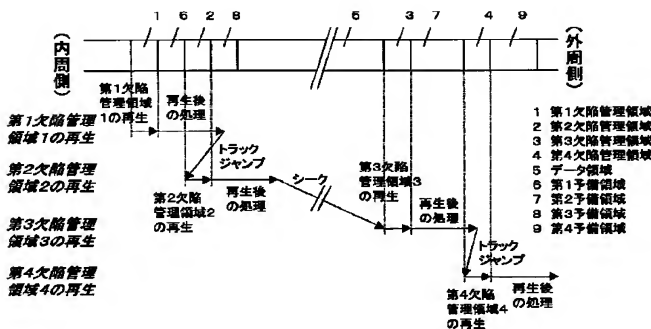 1 6 2 8 5 3 7 4 9
(内周側)
(外周側)
第1欠陥
管理領域
1の再生
再生後
の処理
第1欠陥管理
領域1の再生
トラック
ジャンプ
第2欠陥管理
領域2の再生
第2欠陥
管理領域2
の再生
再生後
の処理
シーク
第3欠陥
管理領域3
の再生
再生後
の処理
第3欠陥管理
領域3の再生
トラック
ジャンプ
第4欠陥管理
領域4の再生
第4欠陥
管理領域4
の再生
再生後
の処理
1 第1欠陥管理領域
2 第2欠陥管理領域
3 第3欠陥管理領域
4 第4欠陥管理領域
5 データ領域
6 第1予備領域
7 第2予備領域
8 第3予備領域
9 第4予備領域